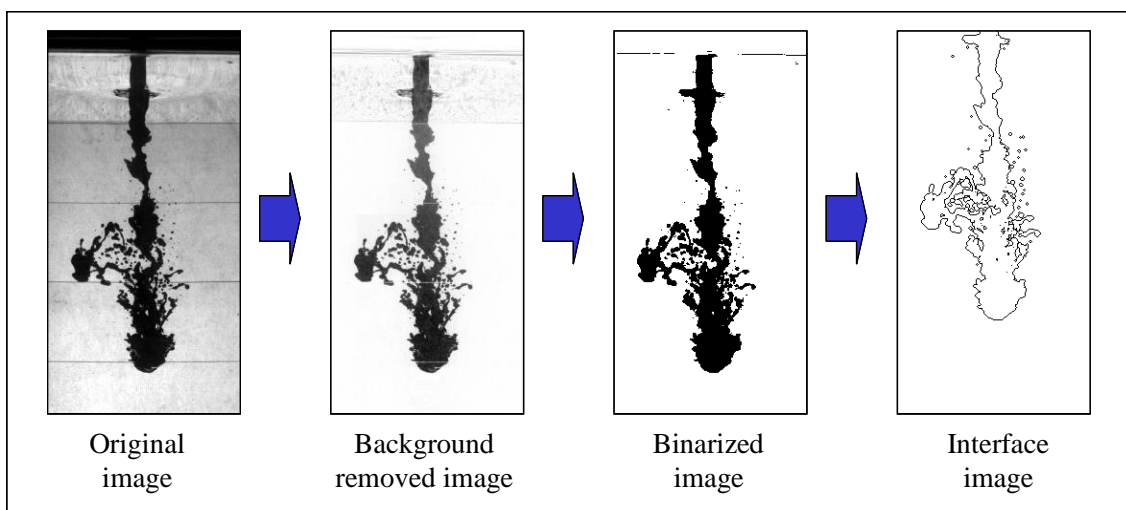 Original
image
Background
removed image
Binarized
image
Interface
image